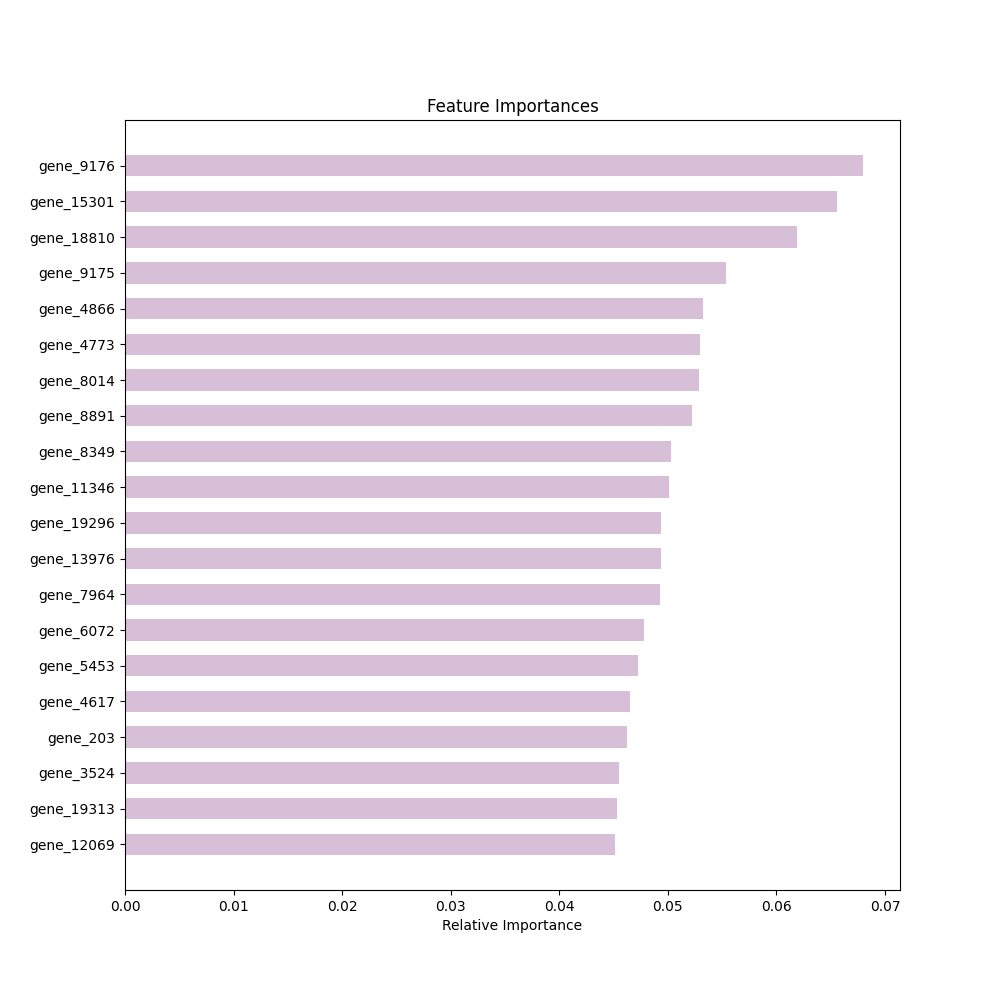 Feature Importances
gene_9176
gene_15301
gene_18810
gene_9175
gene_4866
gene_4773
gene_8014
gene_8891
gene_8349
gene_11346
gene_19296
gene_13976
gene_7964
gene_6072
gene_5453
gene_4617
gene_203
gene_3524
gene_19313
gene_12069
0.00 0.01 0.02 0.03 0.04 0.05 0.06 0.07
Relative Importance